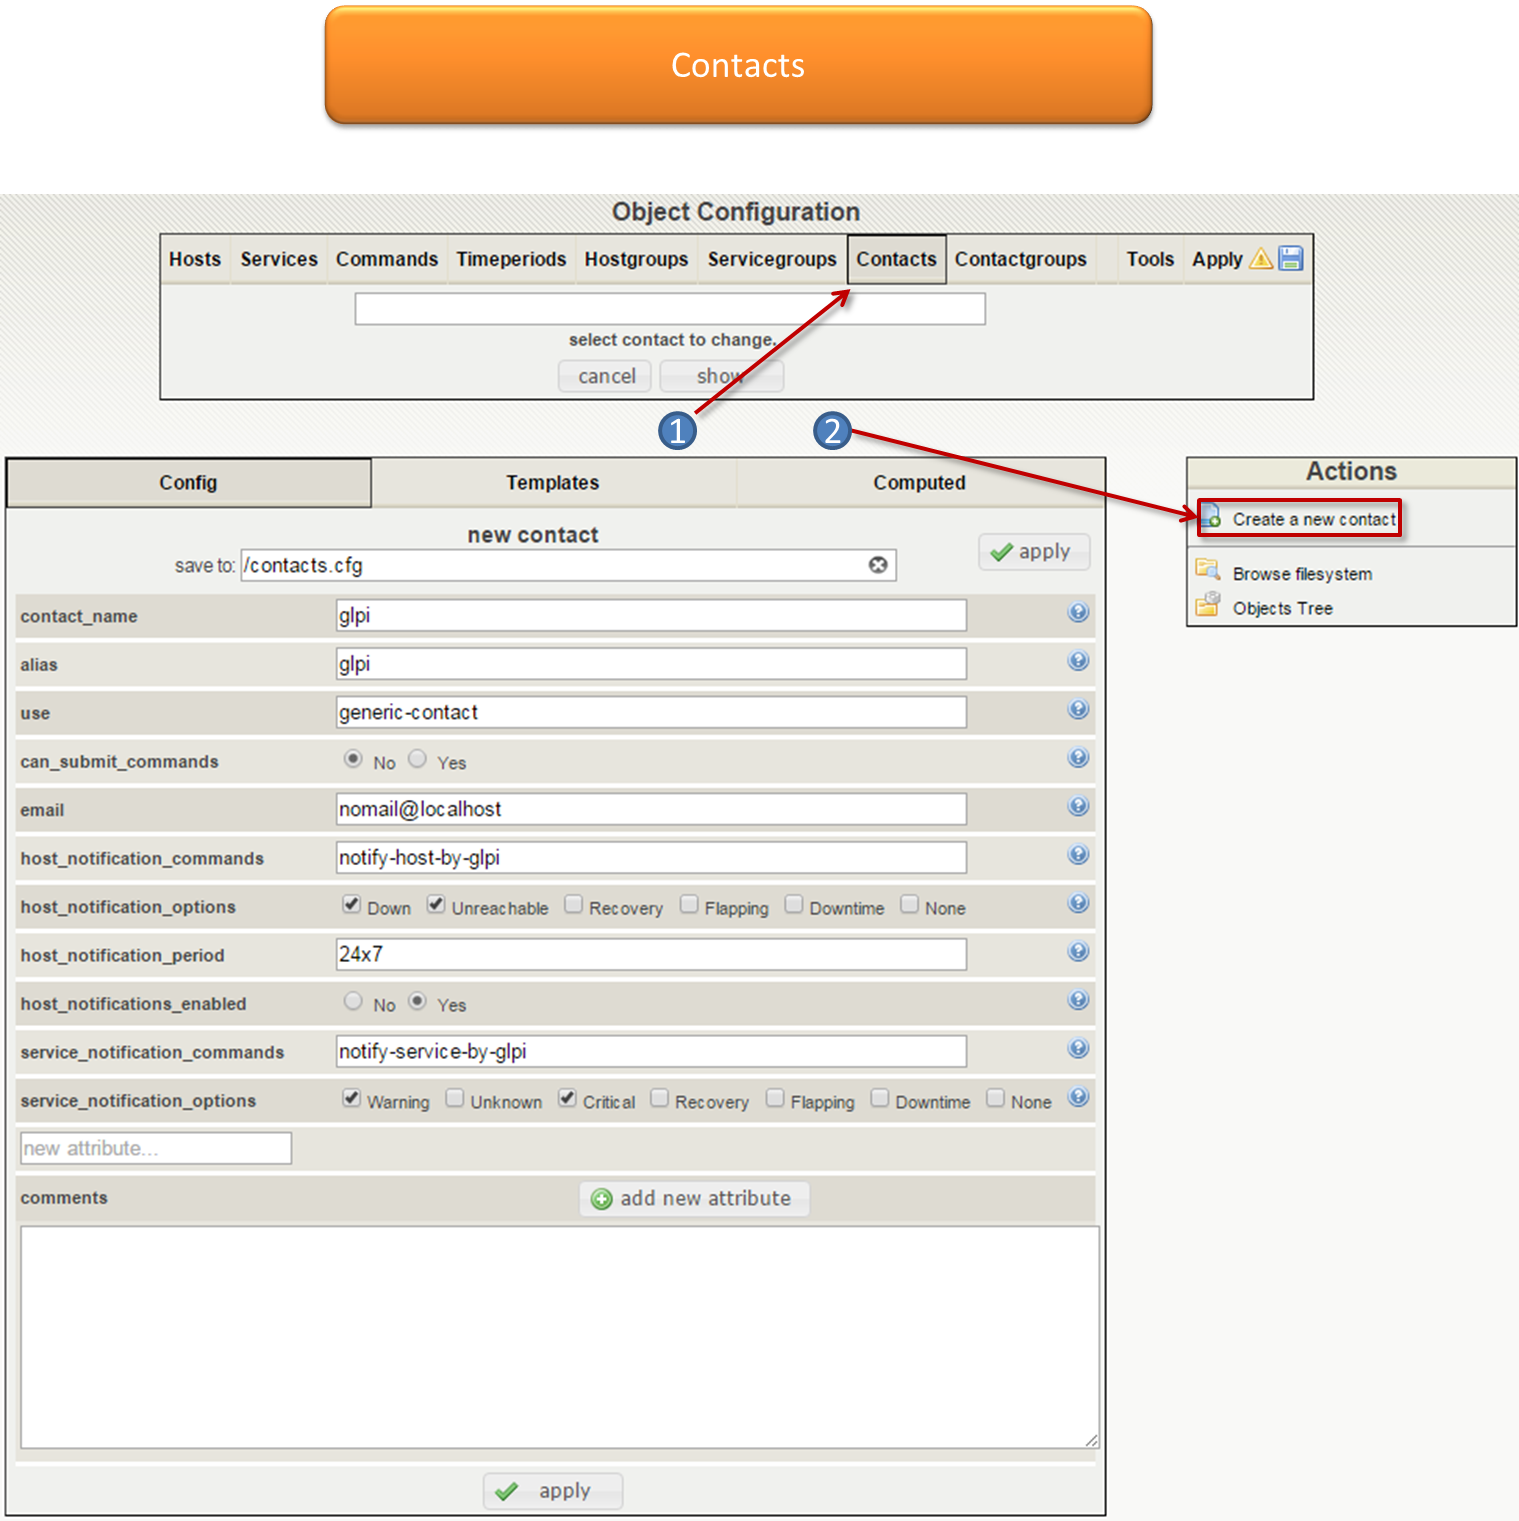 Contacts
Object Configuration
Hosts Services Commands Timeperiods Hostgroups Servicegroups Contacts Contactgroups Tools Apply
select contact to change.
cancel show
1 2
Config Templates Computed
Actions
new contact
Create a new contact
save to: /contacts.cfg
apply
Browse filesystem
Objects Tree
contact_name glpi
alias glpi
use generic-contact
can_submit_commands No Yes
email nomail@localhost
host_notification_commands notify-host-by-glpi
host_notification_options Down Unreachable Recovery Flapping Downtime None
host_notification_period 24x7
host_notifications_enabled No Yes
service_notification_commands notify-service-by-glpi
service_notification_options Warning Unknown Critical Recovery Flapping Downtime None
new attribute...
comments add new attribute
apply